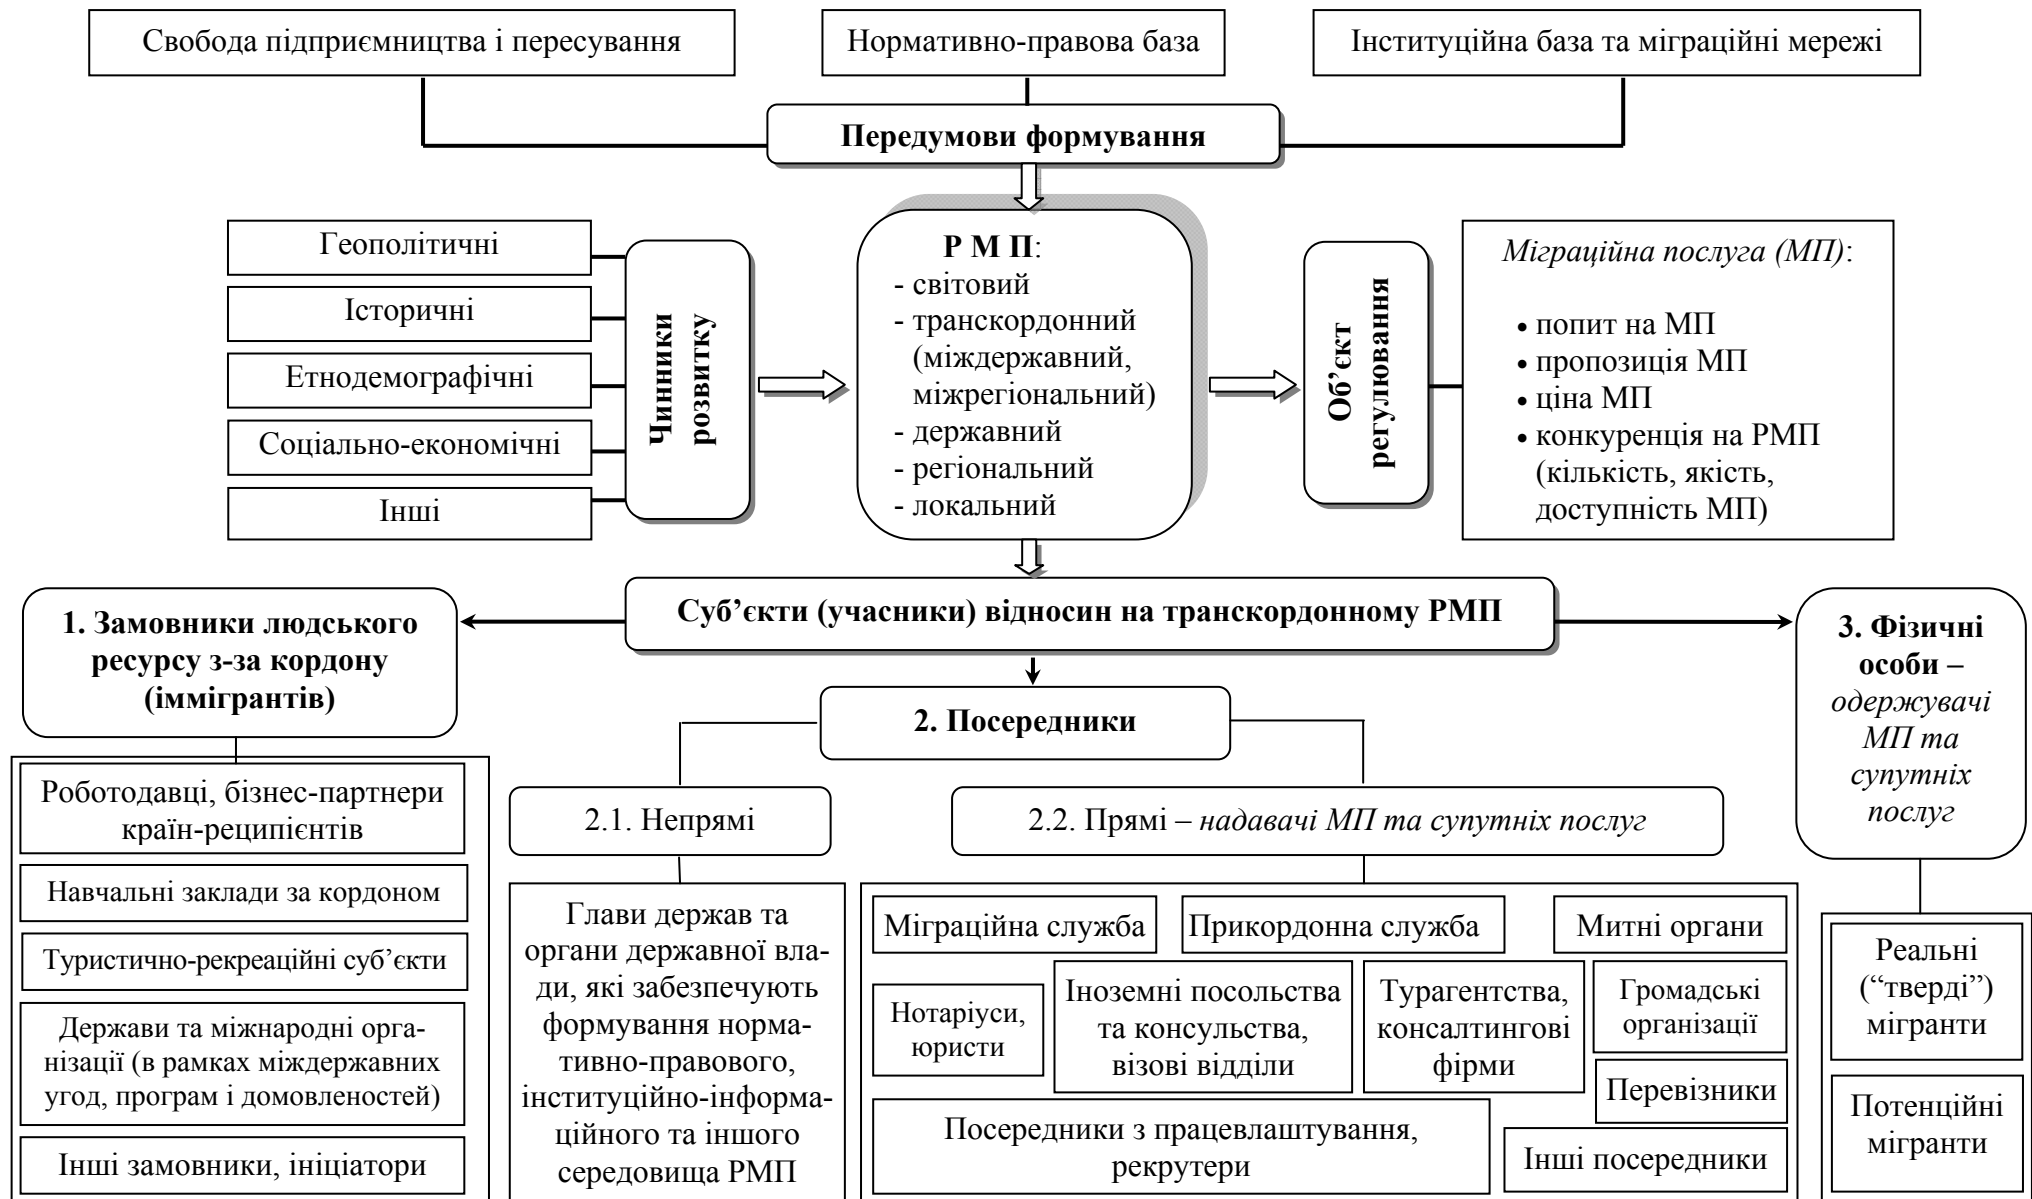 Свобода підприємництва і пересування
Нормативно-правова база
Інституційна база та міграційні мережі
Передумови формування
Геополітичні
Історичні
Етнодемографічні
Соціально-економічні
Інші
Чинники
розвитку
Р М П:
- світовий
- транскордонний
(міждержавний,
міжрегіональний)
- державний
- регіональний
- локальний
Об’єкт
регулювання
Міграційна послуга (МП):
• попит на МП
• пропозиція МП
• ціна МП
• конкуренція на РМП
(кількість, якість,
доступність МП)
Суб’єкти (учасники) відносин на транскордонному РМП
1. Замовники людського
ресурсу з-за кордону
(іммігрантів)
Роботодавці, бізнес-партнери
країн-реципієнтів
Навчальні заклади за кордоном
Туристично-рекреаційні суб’єкти
Держави та міжнародні орга-
нізації (в рамках міждержавних
угод, програм і домовленостей)
Інші замовники, ініціатори
2. Посередники
2.1. Непрямі
Глави держав та
органи державної вла-
ди, які забезпечують
формування норма-
тивно-правового,
інституційно-інформа-
ційного та іншого
середовища РМП
2.2. Прямі – надавачі МП та супутніх послуг
Міграційна служба
Прикордонна служба
Митні органи
Нотаріуси,
юристи
Іноземні посольства
та консульства,
візові відділи
Турагентства,
консалтингові
фірми
Громадські
організації
Перевізники
Посередники з працевлаштування,
рекрутери
Інші посередники
3. Фізичні
особи –
одержувачі
МП та
супутніх
послуг
Реальні
(“тверді”)
мігранти
Потенційні
мігранти